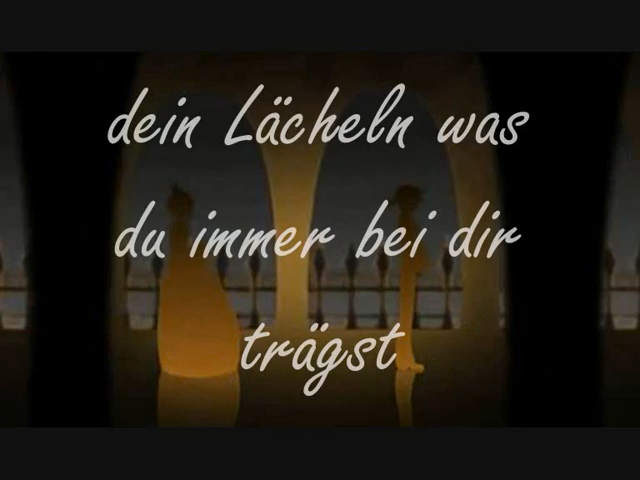 dein Lächeln was
du immer bei dir
trägst